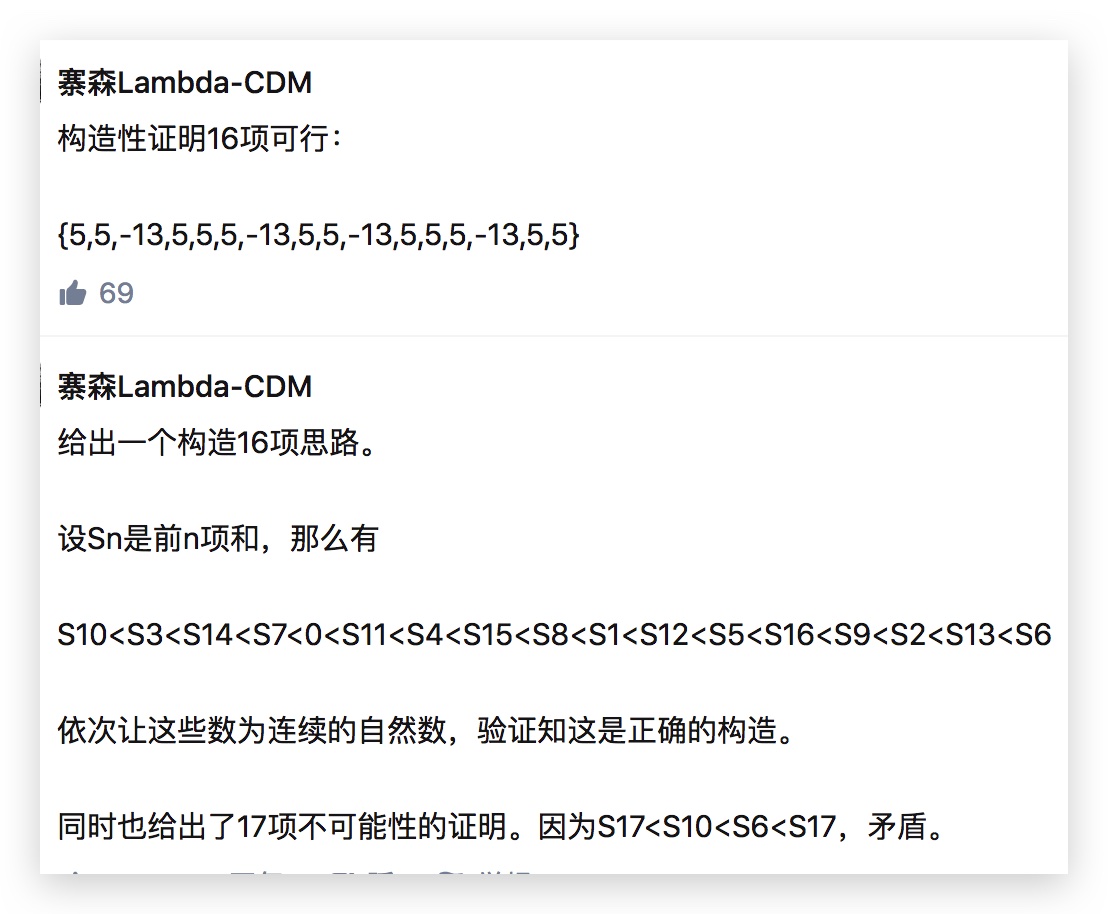 寨森Lambda-CDM
构造性证明16项可行：
{5,5,-13,5,5,5,-13,5,5,-13,5,5,5,-13,5,5}
69
寨森Lambda-CDM
给出一个构造16项思路。
设Sn是前n项和，那么有
S10<S3<S14<S7<0<S11<S4<S15<S8<S1<S12<S5<S16<S9<S2<S13<S6
依次让这些数为连续的自然数，验证知这是正确的构造。
同时也给出了17项不可能性的证明。因为S17<S10<S6<S17，矛盾。